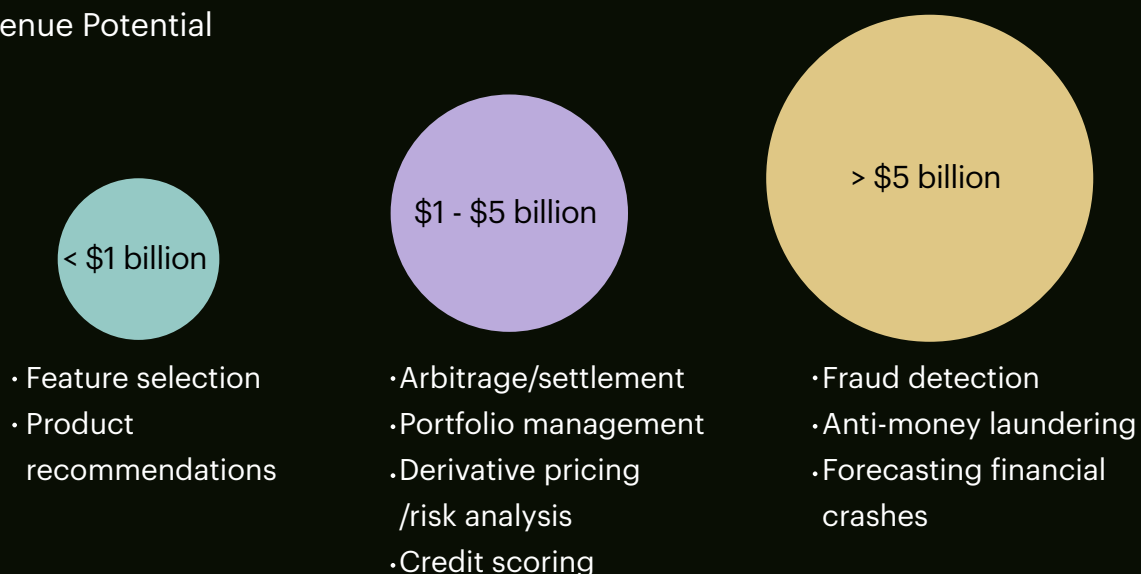 enue Potential
< $1 billion
$1 - $5 billion
> $5 billion
· Feature selection
· Product
recommendations
·Arbitrage/settlement
·Portfolio management
·Derivative pricing
/risk analysis
·Credit scoring
·Fraud detection
·Anti-money laundering
·Forecasting financial
crashes